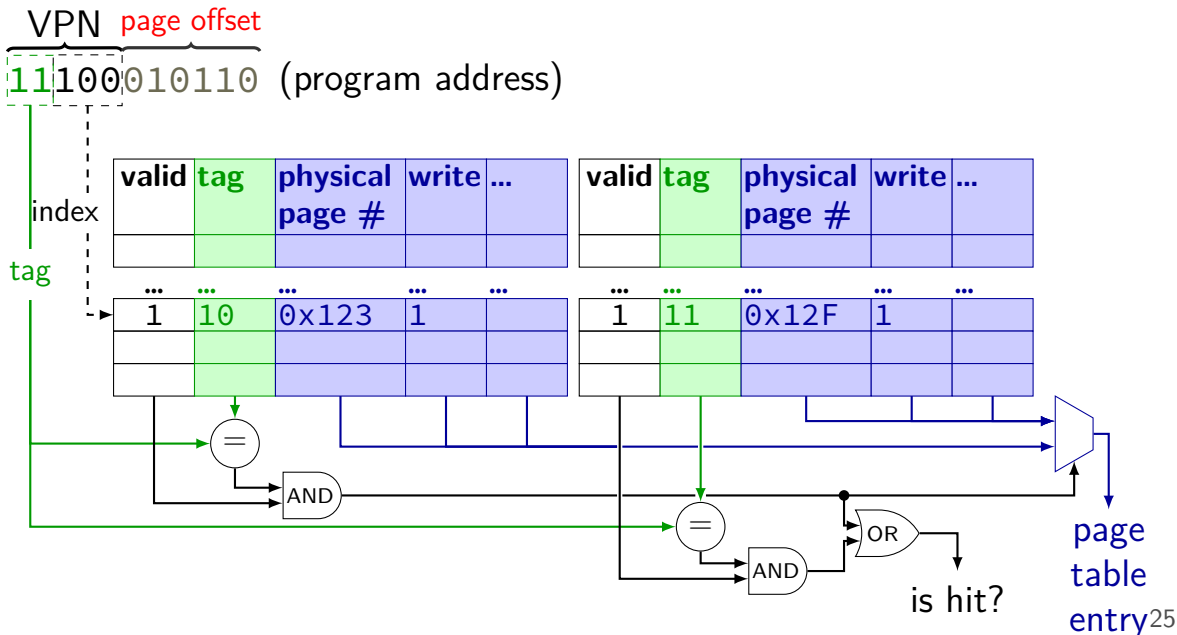 VPN page offset
11100010110 (program address)
valid tag physical page # write ... valid tag physical page # write ...
index
tag
... ... ... ... ... ... ... ... ... ...
1 10 0x123 1 1 11 0x12F 1
=
AND
=
OR
AND
is hit?
page
table
entry
25